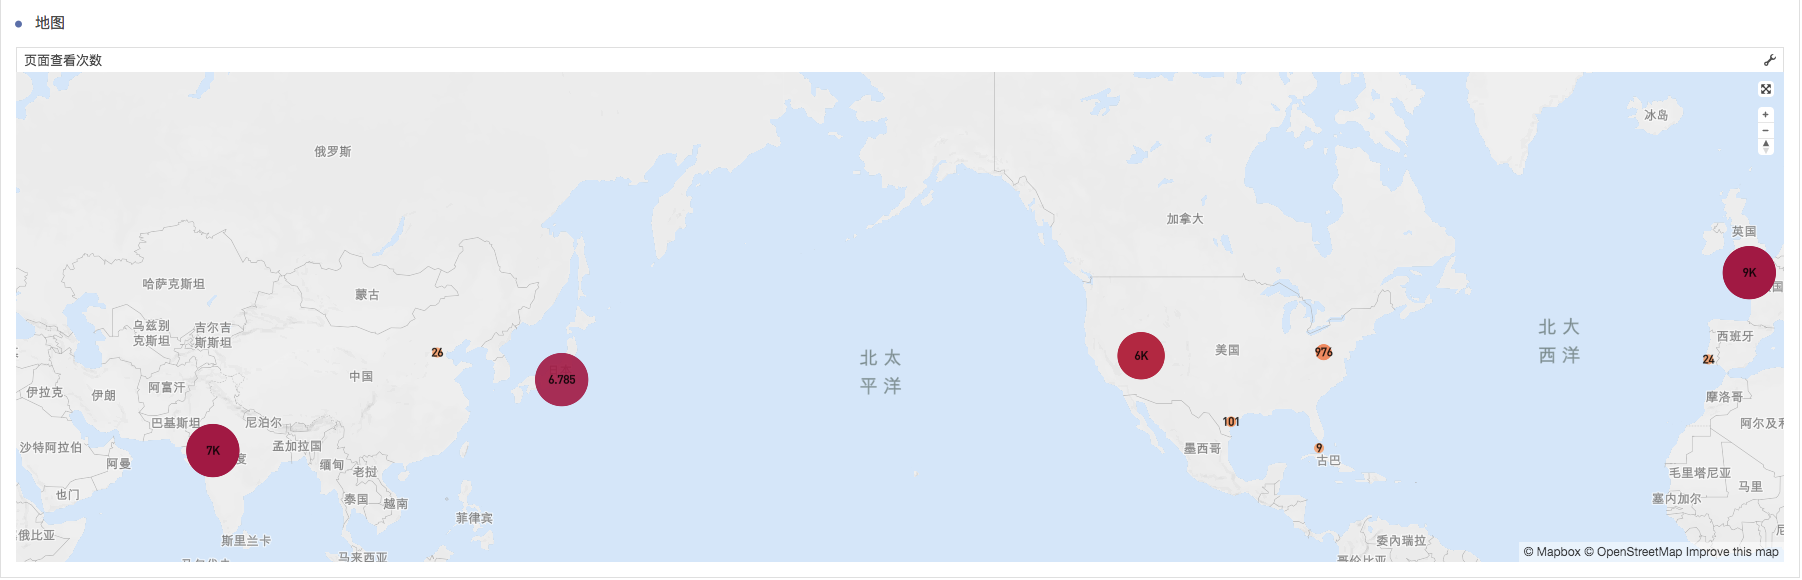 地图
页面查看次数
冰岛
俄罗斯
加拿大
英国
9K
哈萨克斯坦
蒙古
乌兹别
克斯坦
吉尔吉
斯斯坦
北 大
西 洋
西班牙
26
北 太
平 洋
6K
美国
976
24
中国
6.785
伊拉克
伊朗
阿富汗
摩洛哥
巴基斯坦
尼泊尔
101
阿尔及利
沙特阿拉伯
阿曼
7K
度
孟加拉国
缅甸
老挝
墨西哥
9
古巴
毛里塔尼亚
马里
也门
泰国
越南
塞内加尔
菲律宾
俄比亚
斯里兰卡
马来西亚
委內瑞拉
哥伦比亚
© Mapbox © OpenStreetMap Improve this map